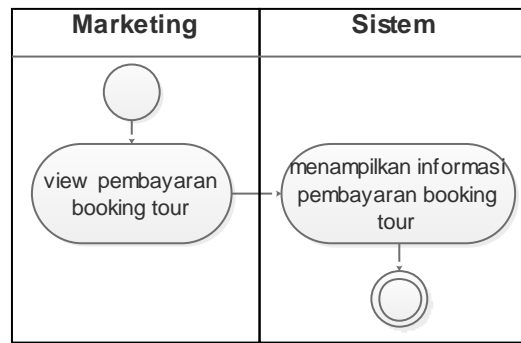 Marketing
Sistem
view pembayaran
booking tour
menampilkan informasi
pembayaran booking
tour